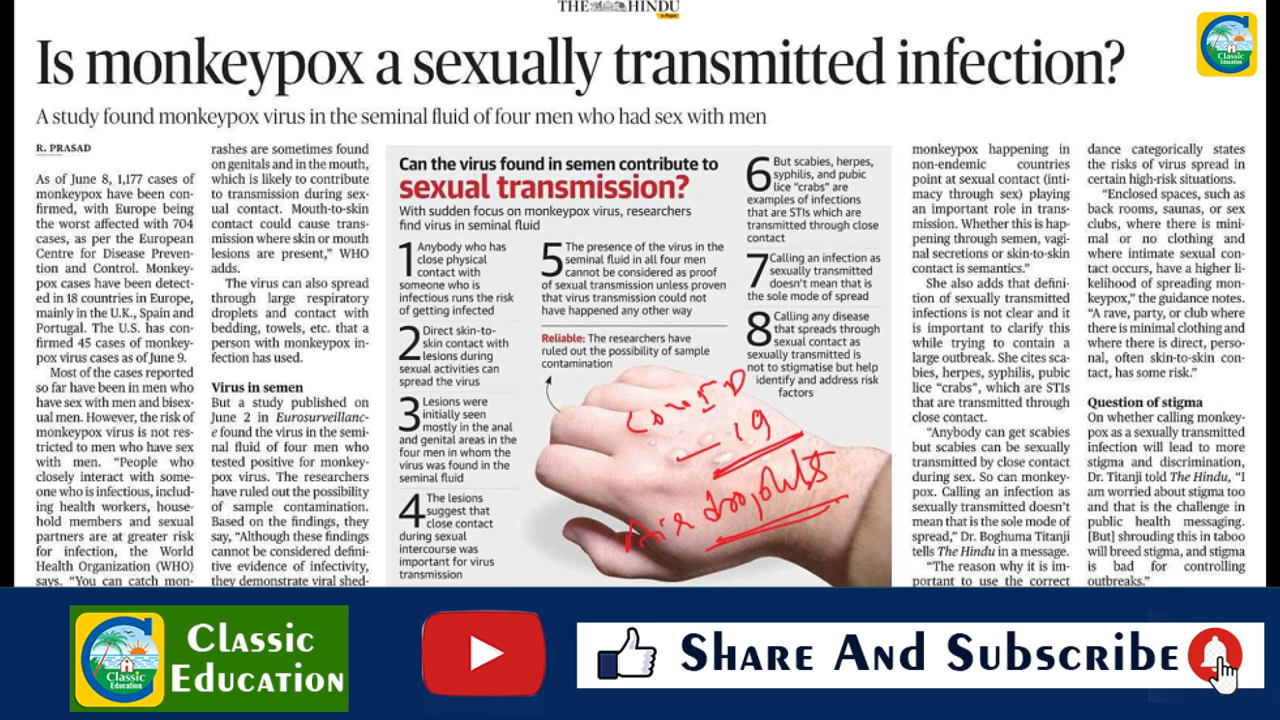 THE HINDU
e-Paper
Is monkeypox a sexually transmitted infection?
A study found monkeypox virus in the seminal fluid of four men who had sex with men
R. PRASAD
As of June 8, 1,177 cases of
monkeypox have been con-
firmed, with Europe being
the worst affected with 704
cases, as per the European
Centre for Disease Preven-
tion and Control. Monkey-
pox cases have been detect-
ed in 18 countries in Europe,
mainly in the U.K., Spain and
Portugal. The U.S. has con-
firmed 45 cases of monkey-
pox virus cases as of June 9.
Most of the cases reported
so far have been in men who
have sex with men and bisex-
ual men. However, the risk of
monkeypox virus is not res-
tricted to men who have sex
with men. “People who
closely interact with some-
one who is infectious, includ-
ing health workers, house-
hold members and sexual
partners are at greater risk
for infection, the World
Health Organization (WHO)
says. “You can catch mon-
rashes are sometimes found
on genitals and in the mouth,
which is likely to contribute
to transmission during sex-
ual contact. Mouth-to-skin
contact could cause trans-
mission where skin or mouth
lesions are present,” WHO
adds.
The virus can also spread
through large respiratory
droplets and contact with
bedding, towels, etc. that a
person with monkeypox in-
fection has used.
Virus in semen
But a study published on
June 2 in Eurosurveillanc-
e found the virus in the semi-
nal fluid of four men who
tested positive for monkey-
pox virus. The researchers
have ruled out the possibility
of sample contamination.
Based on the findings, they
say, “Although these findings
cannot be considered defini-
tive evidence of infectivity,
they demonstrate viral shed-
Can the virus found in semen contribute to
sexual transmission?
With sudden focus on monkeypox virus, researchers
find virus in seminal fluid
1 Anybody who has
close physical
contact with
someone who is
infectious runs the risk
of getting infected
2 Direct skin-to-
skin contact with
lesions during
sexual activities can
spread the virus
3 Lesions were
initially seen
mostly in the anal
and genital areas in the
four men in whom the
virus was found in the
seminal fluid
4 The lesions
suggest that
close contact
during sexual
intercourse was
important for virus
transmission
5 The presence of the virus in the
seminal fluid in all four men
cannot be considered as proof
of sexual transmission unless proven
that virus transmission could not
have happened any other way
Reliable: The researchers have
ruled out the possibility of sample
contamination
6 But scabies, herpes,
syphilis, and pubic
lice “crabs” are
examples of infections
that are STIs which are
transmitted through close
contact
7 Calling an infection as
sexually transmitted
doesn't mean that is
the sole mode of spread
8 Calling any disease
that spreads through
sexual contact as
sexually transmitted is
not to stigmatise but help
identify and address risk
factors
COVID
19
Air droplets
monkeypox happening in
non-endemic countries
point at sexual contact (inti-
macy through sex) playing
an important role in trans-
mission. Whether this is hap-
pening through semen, vagi-
nal secretions or skin-to-skin
contact is semantics.”
She also adds that defini-
tion of sexually transmitted
infections is not clear and it
is important to clarify this
while trying to contain a
large outbreak. She cites sca-
bies, herpes, syphilis, pubic
lice “crabs”, which are STIs
that are transmitted through
close contact.
“Anybody can get scabies
but scabies can be sexually
transmitted by close contact
during sex. So can monkey-
pox. Calling an infection as
sexually transmitted doesn't
mean that is the sole mode of
spread,” Dr. Boghuma Titanji
tells The Hindu in a message.
“The reason why it is im-
portant to use the correct
dance categorically states
the risks of virus spread in
certain high-risk situations.
“Enclosed spaces, such as
back rooms, saunas, or sex
clubs, where there is mini-
mal or no clothing and
where intimate sexual con-
tact occurs, have a higher li-
kelihood of spreading mon-
keypox,” the guidance notes.
“A rave, party, or club where
there is minimal clothing and
where there is direct, perso-
nal, often skin-to-skin con-
tact, has some risk.”
Question of stigma
On whether calling monkey-
pox as a sexually transmitted
infection will lead to more
stigma and discrimination,
Dr. Titanji told The Hindu, “I
am worried about stigma too
and that is the challenge in
public health messaging.
[But] shrouding this in taboo
will breed stigma, and stigma
is bad for controlling
outbreaks.”
Classic
Education
Classic
Education
Classic
Education
Share And Subscribe